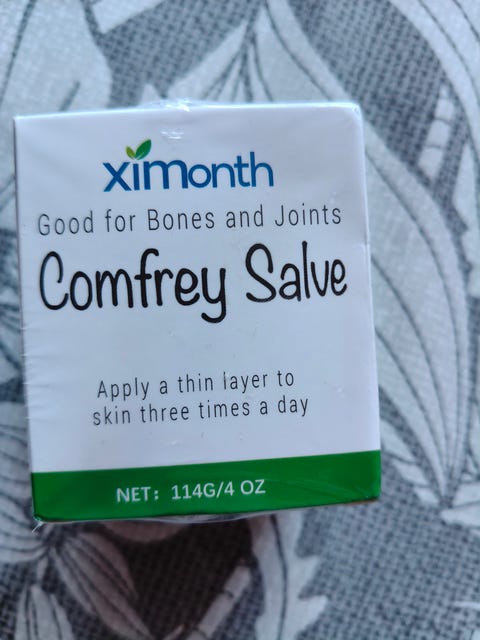 ximonth
Good for Bones and Joints
Comfrey Salve
Apply a thin layer to
skin three times a day
NET: 114G/4 OZ